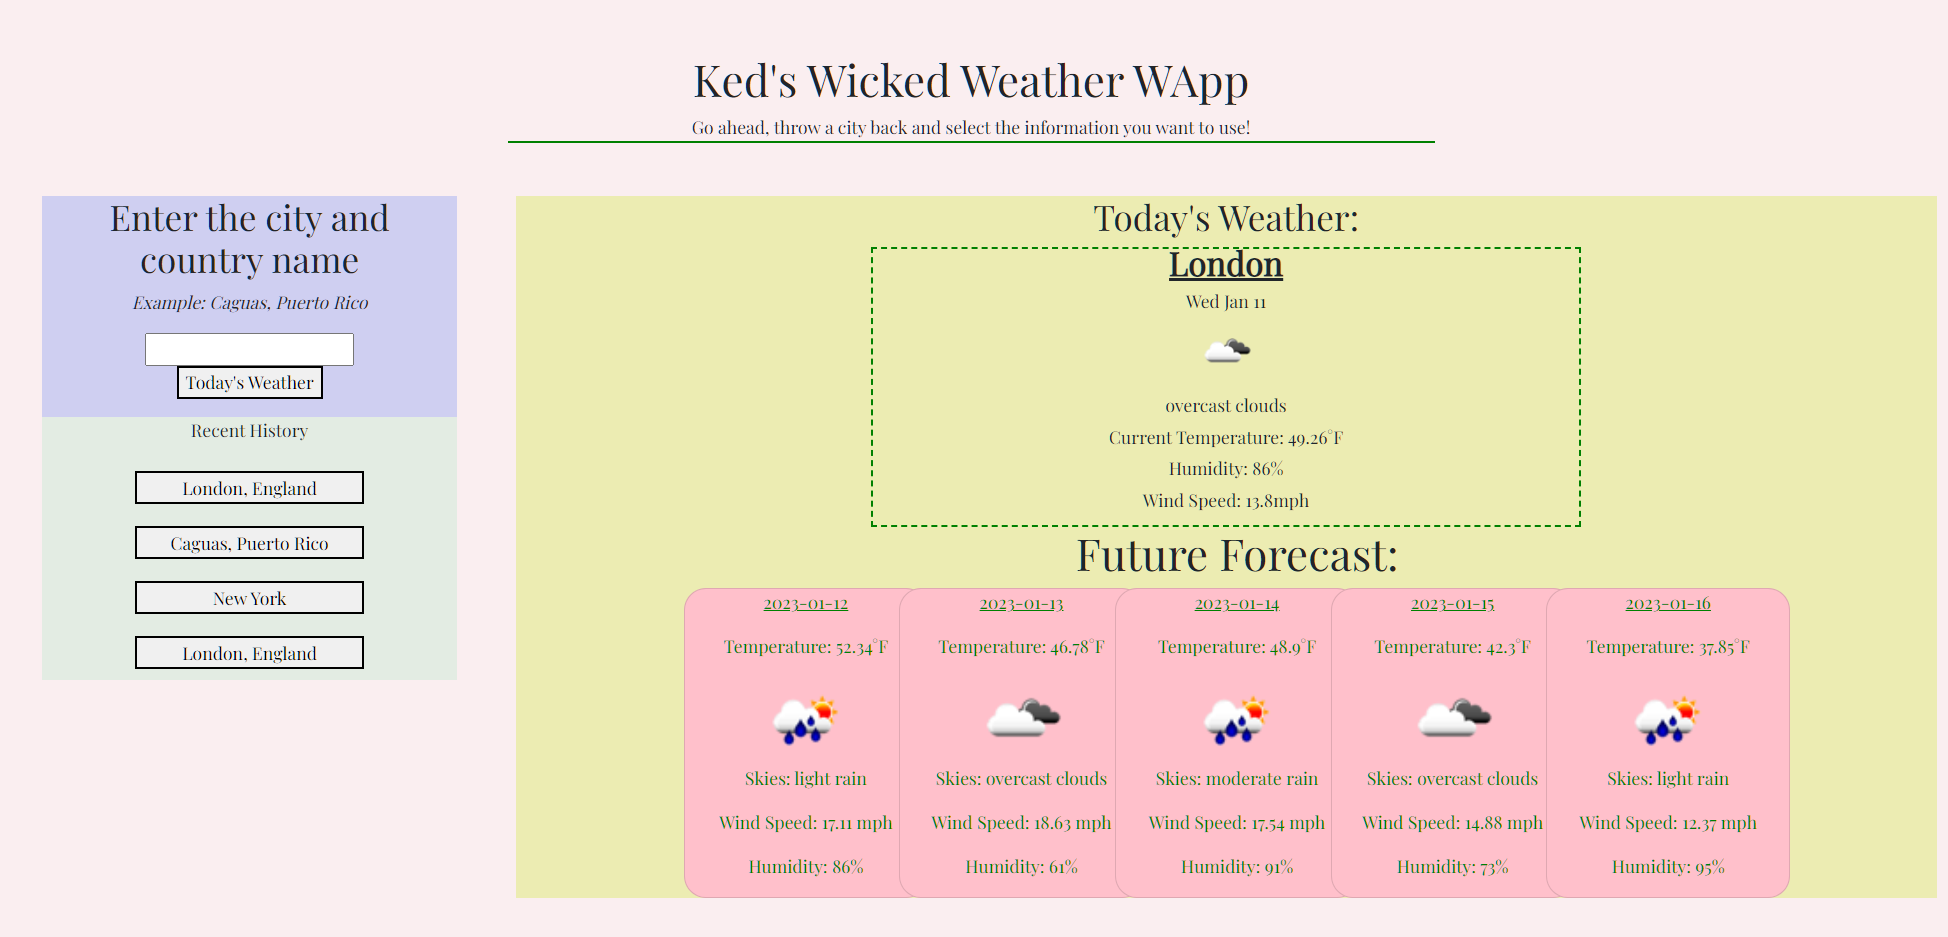 Ked's Wicked Weather WApp
Go ahead, throw a city back and select the information you want to use!
Enter the city and
country name
Example: Caguas, Puerto Rico
Today's Weather
Recent History
London, England
Caguas, Puerto Rico
New York
London, England
Today's Weather:
London
Wed Jan 11
overcast clouds
Current Temperature: 49.26°F
Humidity: 86%
Wind Speed: 13.8mph
Future Forecast:
2023-01-12
Temperature: 52.34°F
Skies: light rain
Wind Speed: 17.11 mph
Humidity: 86%
2023-01-13
Temperature: 46.78°F
Skies: overcast clouds
Wind Speed: 18.63 mph
Humidity: 61%
2023-01-14
Temperature: 48.9°F
Skies: moderate rain
Wind Speed: 17.54 mph
Humidity: 91%
2023-01-15
Temperature: 42.3°F
Skies: overcast clouds
Wind Speed: 14.88 mph
Humidity: 73%
2023-01-16
Temperature: 37.85°F
Skies: light rain
Wind Speed: 12.37 mph
Humidity: 95%